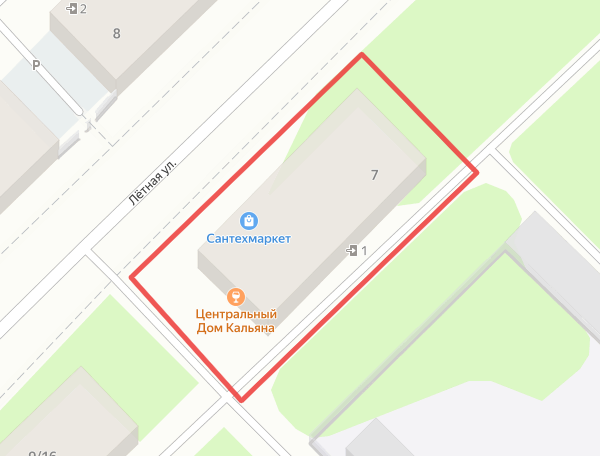 2
8
P
Лётная ул.
7
Сантехмаркет
1
Центральный
Дом Кальяна
9/16